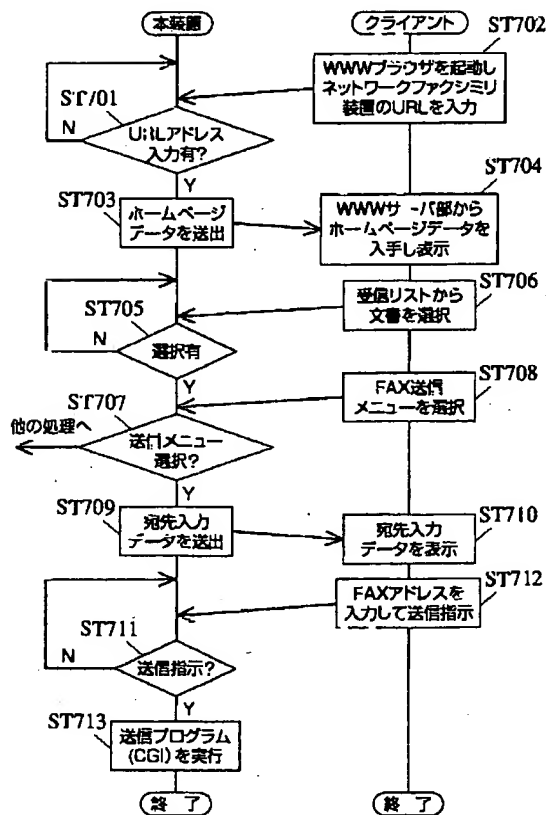 本装置
クライアント
ST702
WWWブラウザを起動し
ネットワークファクシミリ
装置のURLを入力
ST701
URLアドレス
入力有?
N
Y
ST703
ホームページ
データを送出
ST704
WWWサーバ部から
ホームページデータを
入手し表示
ST706
受信リストから
文書を選択
ST705
選択有
N
Y
ST708
FAX送信
メニューを選択
ST707
送信メニュー
選択?
他の処理へ
Y
ST709
宛先入力
データを送出
ST710
宛先入力
データを表示
ST712
FAXアドレスを
入力して送信指示
ST711
送信指示?
N
Y
ST713
送信プログラム
(CGI)を実行
終 了
終 了